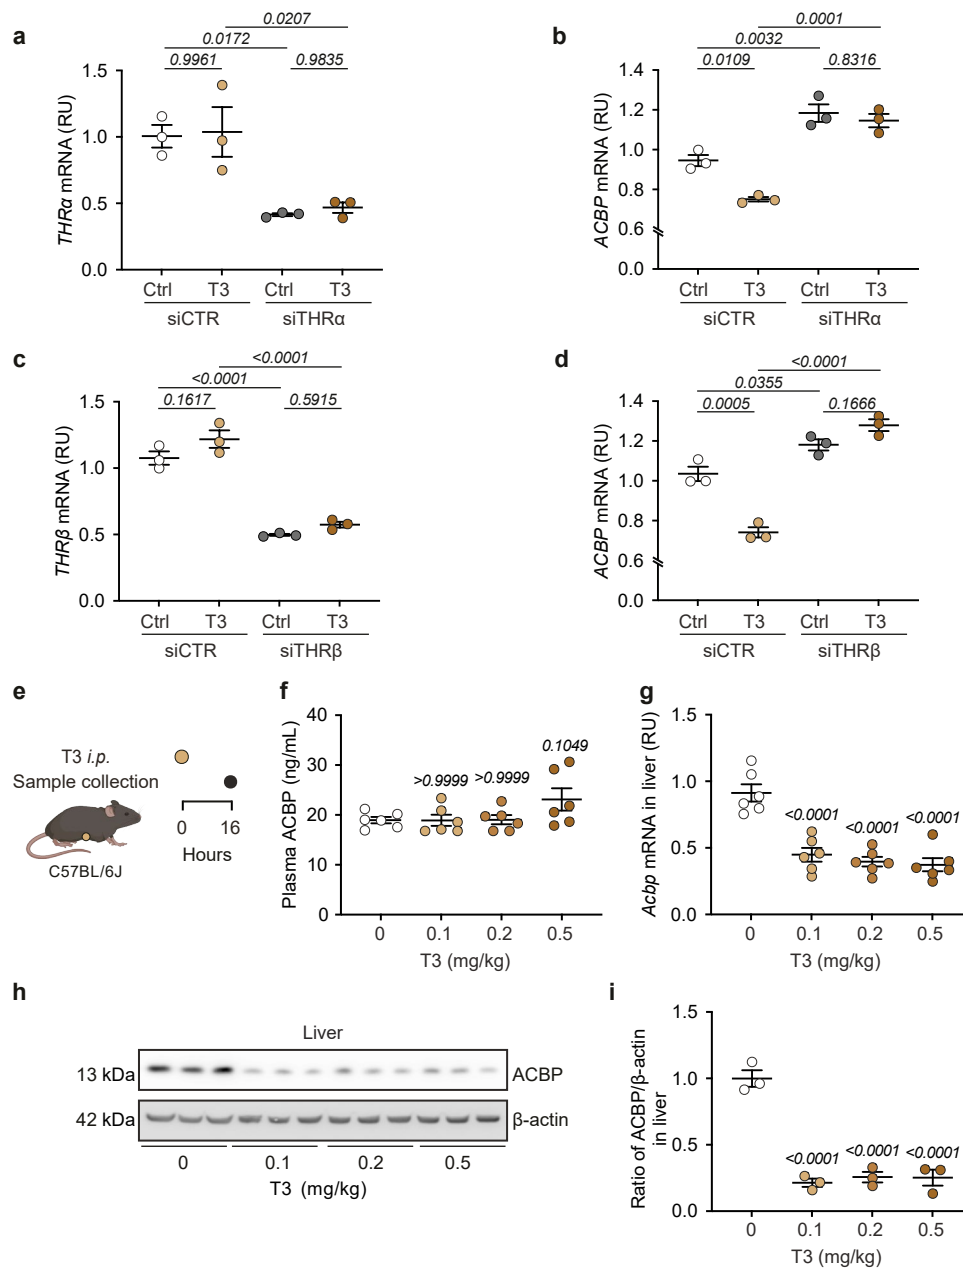 a
0.0207
0.0172
0.9961 0.9835
THRα mRNA (RU)
1.5
1.0
0.5
0.0
Ctrl T3 Ctrl T3
siCTR siTHRα
b
0.0001
0.0032
0.0109 0.8316
ACBP mRNA (RU)
1.4
1.2
1.0
0.8
0.6
0.0
Ctrl T3 Ctrl T3
siCTR siTHRα
c
<0.0001
<0.0001
0.1617 0.5915
THRβ mRNA (RU)
1.5
1.0
0.5
0.0
Ctrl T3 Ctrl T3
siCTR siTHRβ
d
<0.0001
0.0355
0.0005 0.1666
ACBP mRNA (RU)
1.4
1.2
1.0
0.8
0.6
0.0
Ctrl T3 Ctrl T3
siCTR siTHRβ
e
T3 i.p.
Sample collection
0 16
Hours
C57BL/6J
f
Plasma ACBP (ng/mL)
40
30
20
10
0
>0.9999 >0.9999 0.1049
0 0.1 0.2 0.5
T3 (mg/kg)
g
Acbp mRNA in liver (RU)
1.5
1.0
0.5
0.0
<0.0001 <0.0001 <0.0001
0 0.1 0.2 0.5
T3 (mg/kg)
h
Liver
13 kDa ACBP
42 kDa β-actin
0 0.1 0.2 0.5
T3 (mg/kg)
i
Ratio of ACBP/β-actin
in liver
1.5
1.0
0.5
0.0
<0.0001 <0.0001 <0.0001
0 0.1 0.2 0.5
T3 (mg/kg)